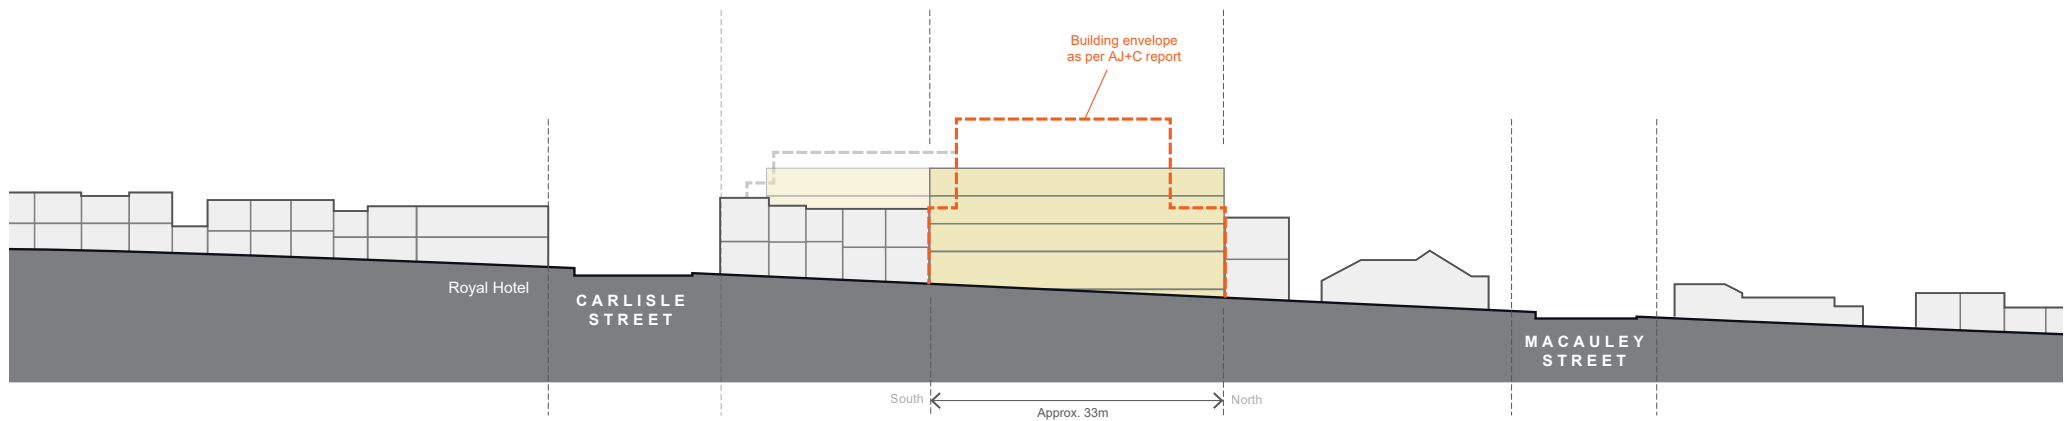 Building envelope
as per AJ+C report
Royal Hotel
CARLISLE
STREET
MACAULEY
STREET
South
North
Approx. 33m